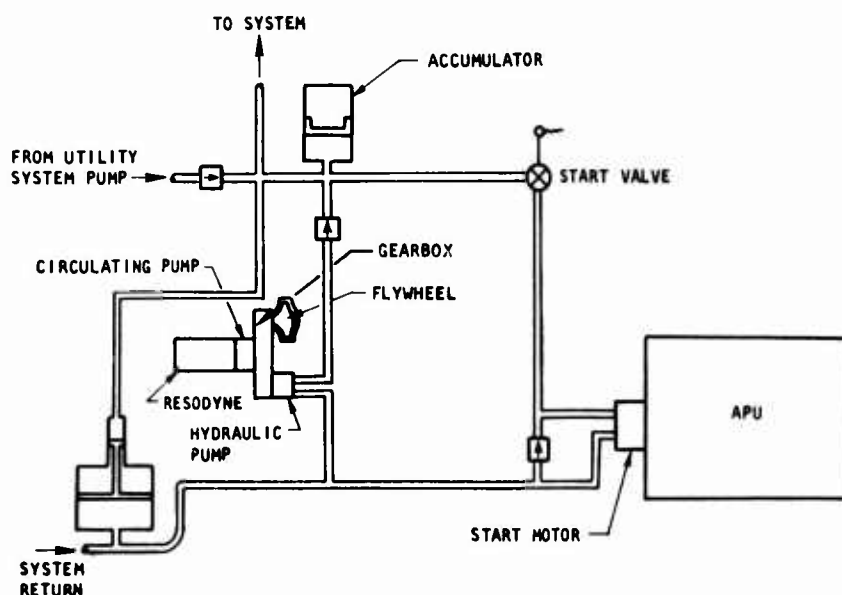 TO SYSTEM
ACCUMULATOR
FROM UTILITY
SYSTEM PUMP
START VALVE
GEARBOX
CIRCULATING PUMP
FLYWHEEL
RESODYNE
HYDRAULIC
PUMP
APU
START MOTOR
SYSTEM
RETURN